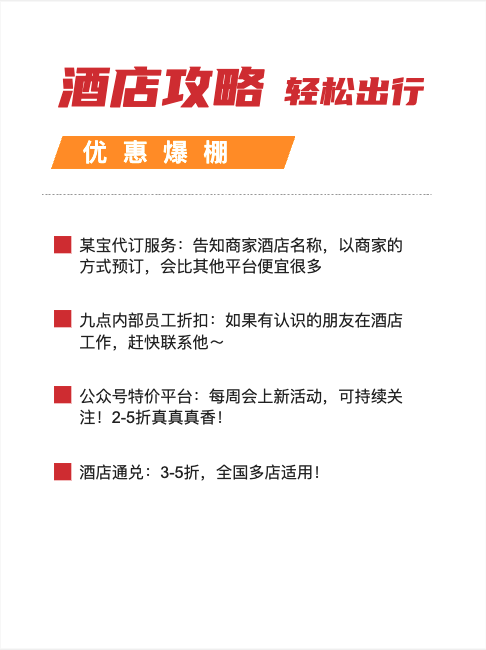 酒店攻略 轻松出行
优惠爆棚
某宝代订服务：告知商家酒店名称，以商家的
方式预订，会比其他平台便宜很多
九点内部员工折扣：如果有认识的朋友在酒店
工作，赶快联系他～
公众号特价平台：每周会上新活动，可持续关
注！2-5折真真真香！
酒店通兑：3-5折，全国多店适用！